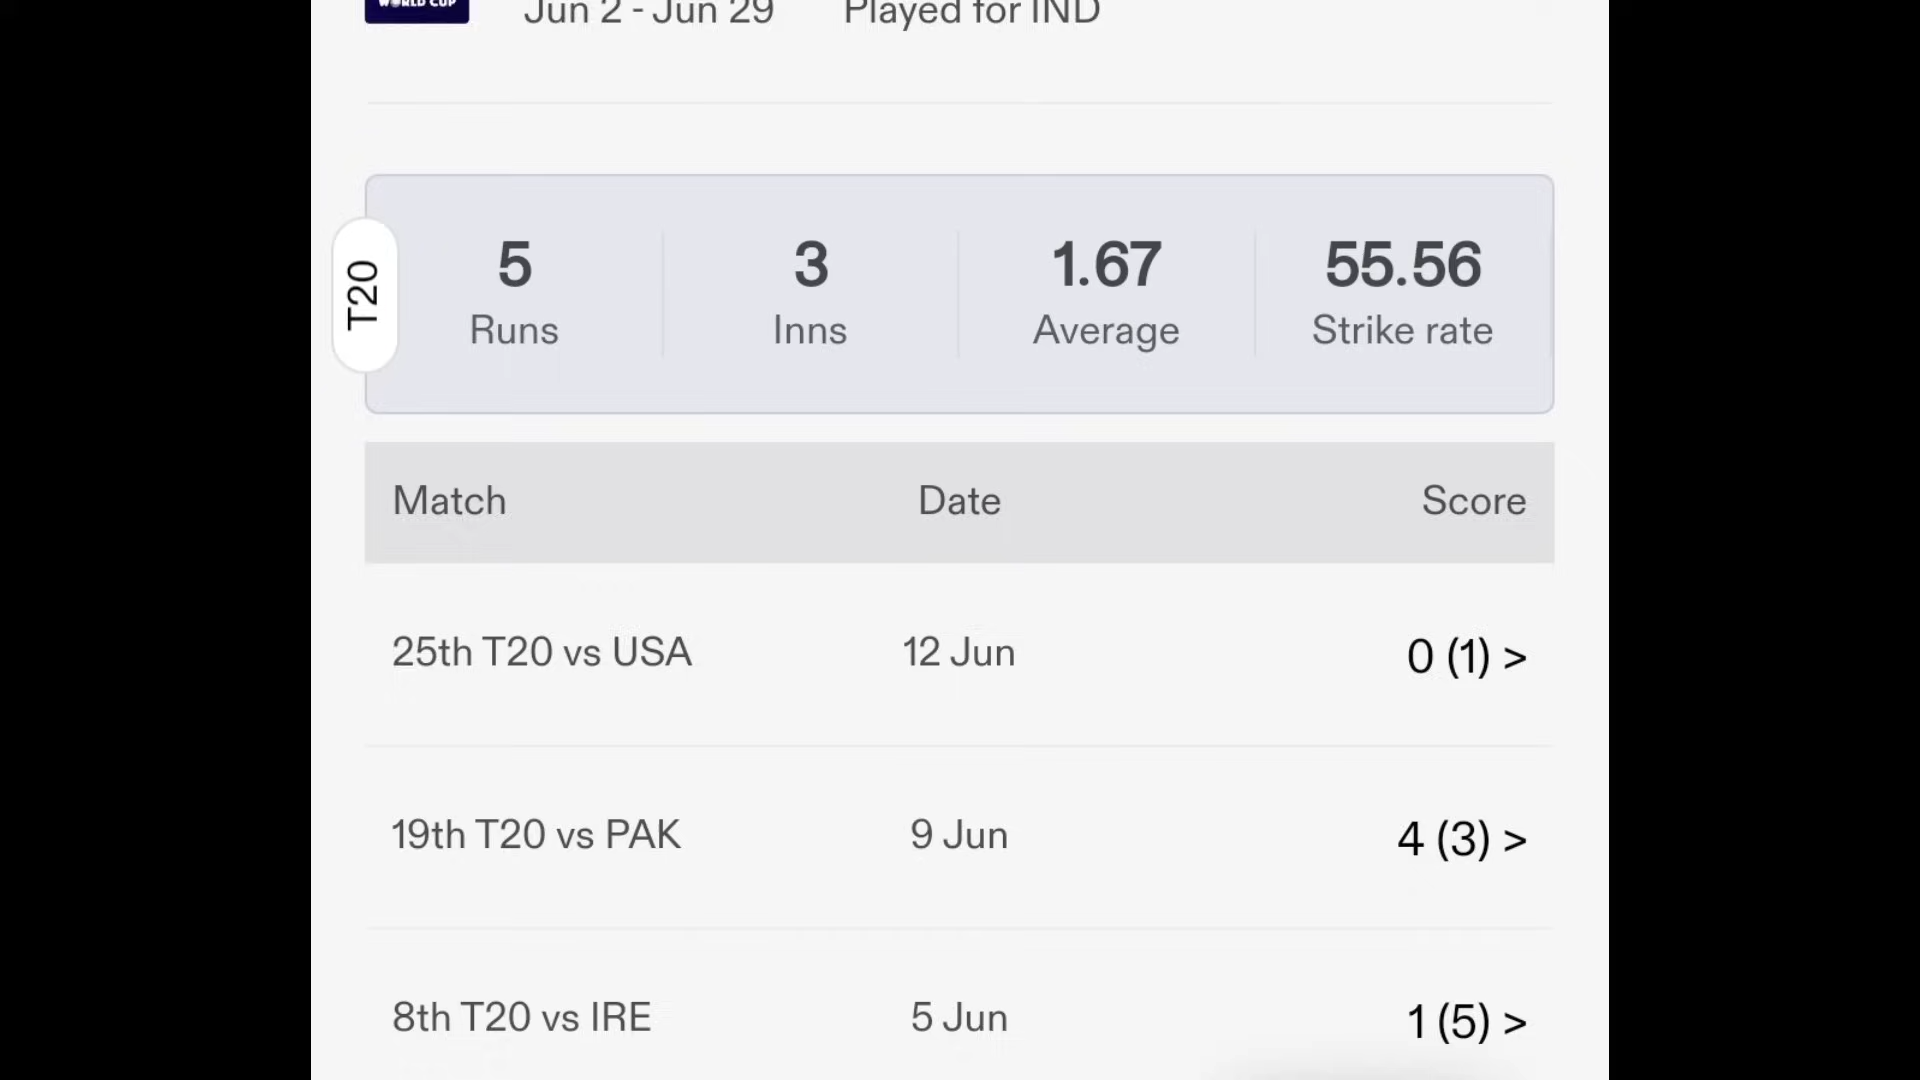 WORLD CUP
Jun 2 - Jun 29 Played for IND
T20
5 3 1.67 55.56
Runs Inns Average Strike rate
Match Date Score
25th T20 vs USA 12 Jun 0 (1) >
19th T20 vs PAK 9 Jun 4 (3) >
8th T20 vs IRE 5 Jun 1 (5) >